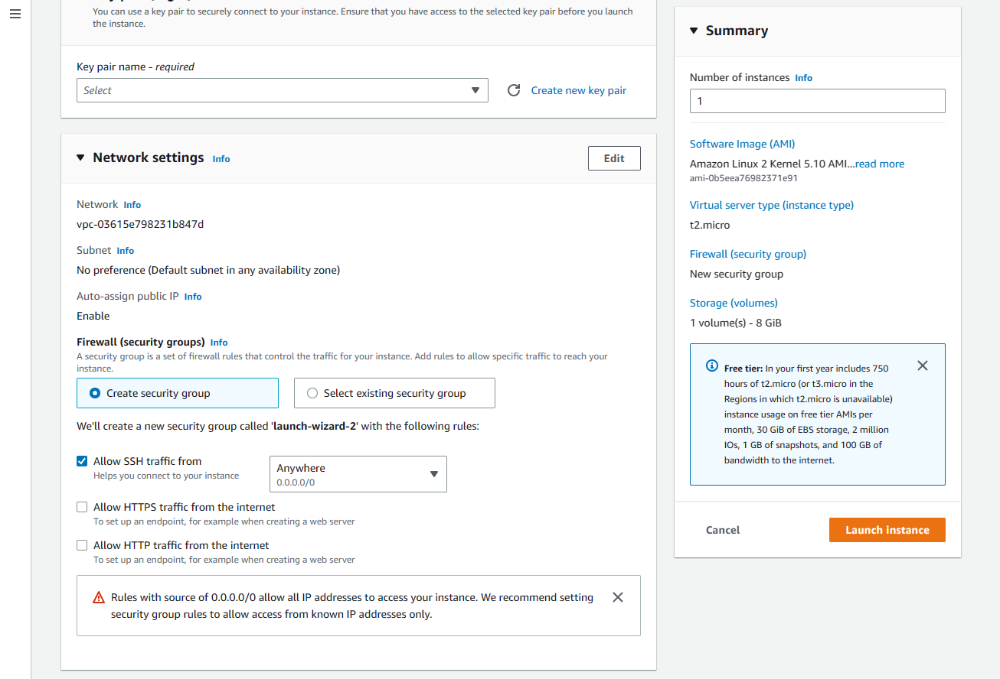 You can use a key pair to securely connect to your instance. Ensure that you have access to the selected key pair before you launch
the instance.
Key pair name - required
Select
Create new key pair
Network settings Info
Edit
Network Info
vpc-03615e798231b847d
Subnet Info
No preference (Default subnet in any availability zone)
Auto-assign public IP Info
Enable
Firewall (security groups) Info
A security group is a set of firewall rules that control the traffic for your instance. Add rules to allow specific traffic to reach your
instance.
Create security group
Select existing security group
We'll create a new security group called 'launch-wizard-2' with the following rules:
Allow SSH traffic from
Helps you connect to your instance
Anywhere
0.0.0.0/0
Allow HTTPS traffic from the internet
To set up an endpoint, for example when creating a web server
Allow HTTP traffic from the internet
To set up an endpoint, for example when creating a web server
Rules with source of 0.0.0.0/0 allow all IP addresses to access your instance. We recommend setting
security group rules to allow access from known IP addresses only.
Summary
Number of instances Info
1
Software Image (AMI)
Amazon Linux 2 Kernel 5.10 AMI...read more
ami-0b5eea76982371e91
Virtual server type (instance type)
t2.micro
Firewall (security group)
New security group
Storage (volumes)
1 volume(s) - 8 GiB
Free tier: In your first year includes 750
hours of t2.micro (or t3.micro in the
Regions in which t2.micro is unavailable)
instance usage on free tier AMIs per
month, 30 GiB of EBS storage, 2 million
IOs, 1 GB of snapshots, and 100 GB of
bandwidth to the internet.
Cancel
Launch instance